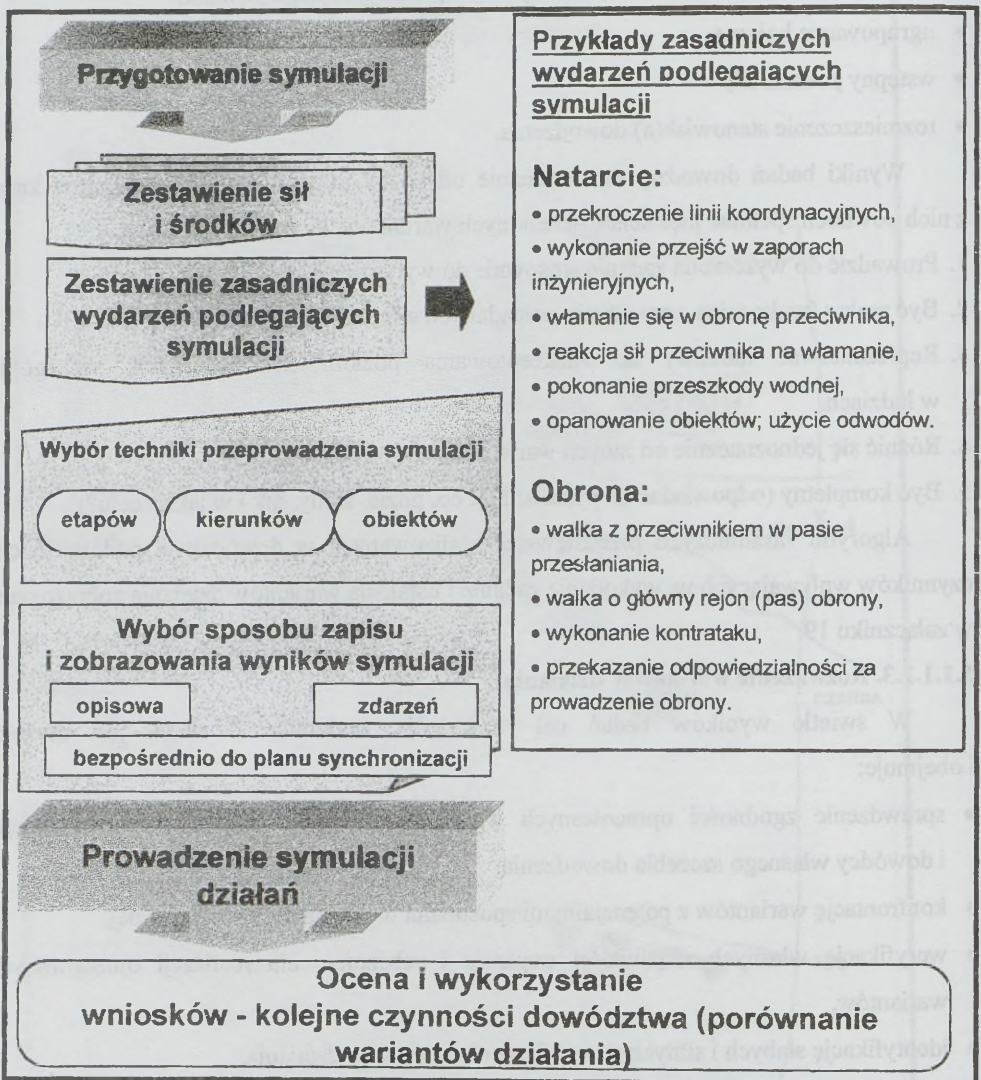 Przygotowanie symulacji
Zestawienie sił
i środków
Zestawienie zasadniczych
wydarzeń podlegających
symulacji
Wybór techniki przeprowadzenia symulacji
etapów kierunków obiektów
Wybór sposobu zapisu
i zobrazowania wyników symulacji
opisowa zdarzeń
bezpośrednio do planu synchronizacji
Prowadzenie symulacji
działań
Przykłady zasadniczych
wydarzeń podlegających
symulacji
Natarcie:
• przekroczenie linii koordynacyjnych,
• wykonanie przejść w zaporach
inżynieryjnych,
• włamanie się w obronę przeciwnika,
• reakcja sił przeciwnika na włamanie,
• pokonanie przeszkody wodnej,
• opanowanie obiektów; użycie odwodów.
Obrona:
• walka z przeciwnikiem w pasie
przesłaniania,
• walka o główny rejon (pas) obrony,
• wykonanie kontrataku,
• przekazanie odpowiedzialności za
prowadzenie obrony.
Ocena i wykorzystanie
wniosków - kolejne czynności dowództwa (porównanie
wariantów działania)